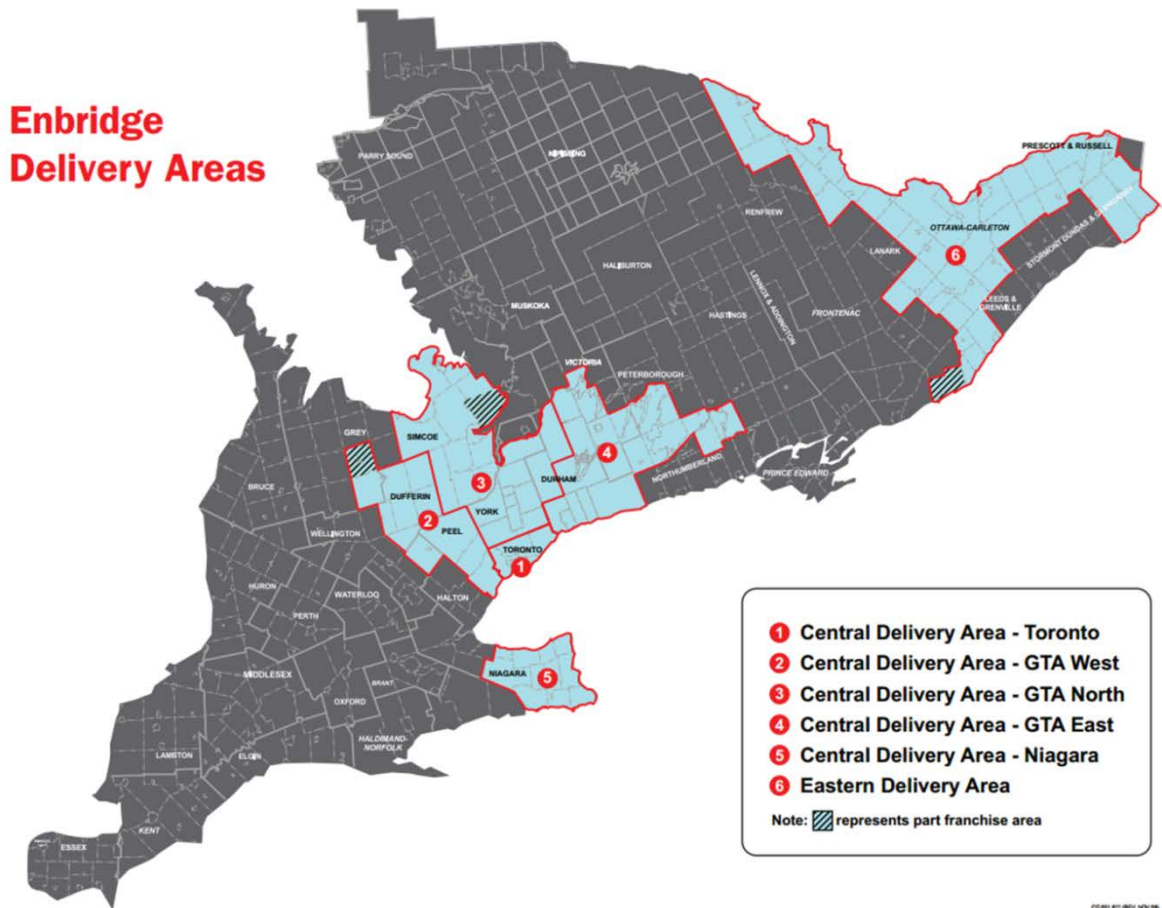 Enbridge
Delivery Areas
PARRY SOUND
NIPISSING
PRESCOTT & RUSSELL
RENFREW
OTTAWA-CARLETON
STORMONT DUNDAS & GLENGARRY
LANARK
6
HALIBURTON
LENNOX & ADDINGTON
MUSKOKA
HASTINGS
FRONTENAC
LEEDS &
GRENVILLE
VICTORIA
PETERBOROUGH
GREY
SIMCOE
4
NORTHUMBERLAND
PRINCE EDWARD
BRUCE
DUFFERIN
3
DURHAM
2
YORK
WELLINGTON
PEEL
TORONTO
1
HURON
WATERLOO
HALTON
PERTH
MIDDLESEX
NIAGARA
5
BRANT
OXFORD
HALDIMAND-
NORFOLK
LAMBTON
ELGIN
KENT
ESSEX
1 Central Delivery Area - Toronto
2 Central Delivery Area - GTA West
3 Central Delivery Area - GTA North
4 Central Delivery Area - GTA East
5 Central Delivery Area - Niagara
6 Eastern Delivery Area
Note: represents part franchise area